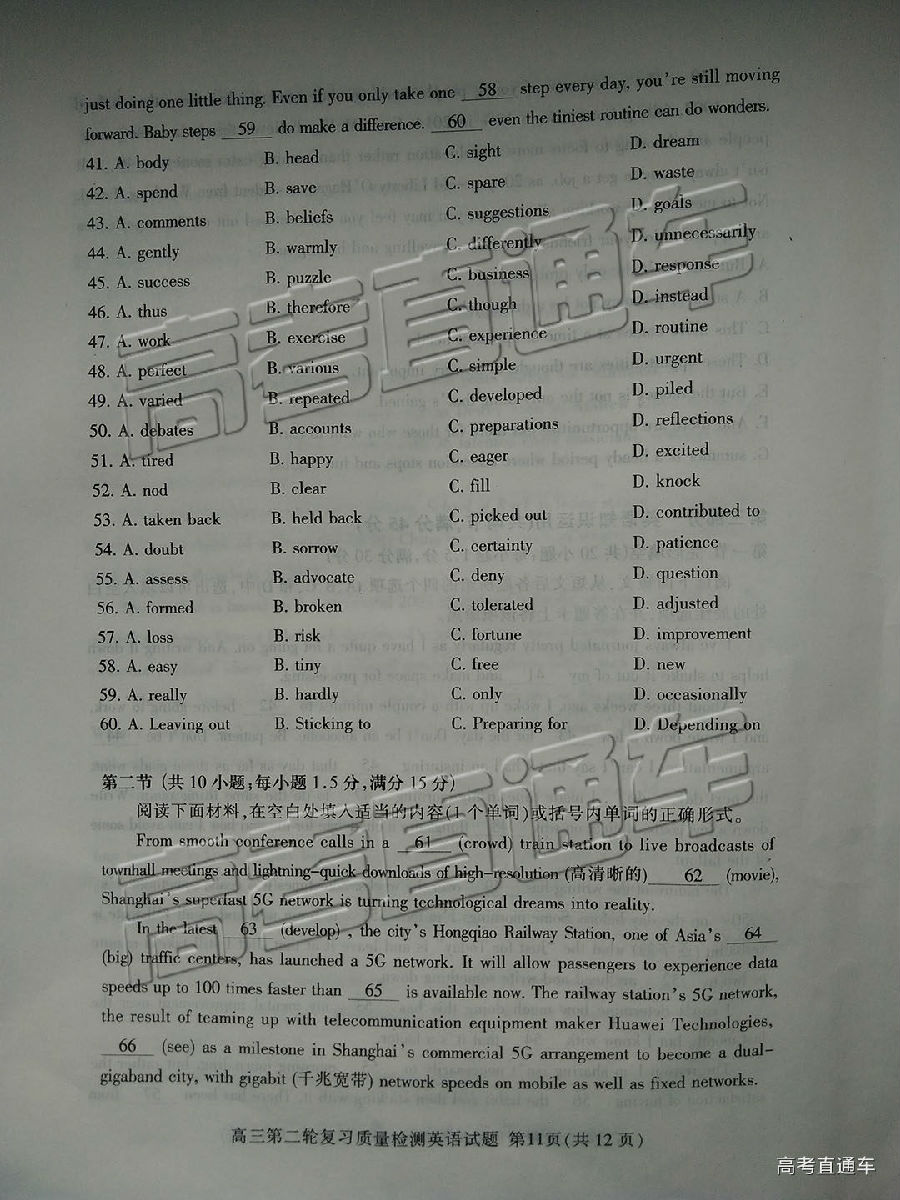 just doing one little thing. Even if you only take one 58 step every day, you're still moving
forward. Baby steps 59 do make a difference. 60 even the tiniest routine can do wonders.
41. A. body B. head C. sight D. dream
42. A. spend B. save C. spare D. waste
43. A. comments B. beliefs C. suggestions D. goals
44. A. gently B. warmly C. differently D. unnecessarily
45. A. success B. puzzle C. business D. response
46. A. thus B. therefore C. though D. instead
47. A. work B. exercise C. experience D. routine
48. A. perfect B. various C. simple D. urgent
49. A. varied B. repeated C. developed D. piled
50. A. debates B. accounts C. preparations D. reflections
51. A. tired B. happy C. eager D. excited
52. A. nod B. clear C. fill D. knock
53. A. taken back B. held back C. picked out D. contributed to
54. A. doubt B. sorrow C. certainty D. patience
55. A. assess B. advocate C. deny D. question
56. A. formed B. broken C. tolerated D. adjusted
57. A. loss B. risk C. fortune D. improvement
58. A. easy B. tiny C. free D. new
59. A. really B. hardly C. only D. occasionally
60. A. Leaving out B. Sticking to C. Preparing for D. Depending on
第二节 (共 10 小题;每小题 1.5 分,满分 15 分)
阅读下面材料,在空白处填入适当的内容(1 个单词)或括号内单词的正确形式。
From smooth conference calls in a 61 (crowd) train station to live broadcasts of
townhall meetings and lightning-quick downloads of high-resolution (高清晰的) 62 (movie),
Shanghai's superfast 5G network is turning technological dreams into reality.
In the latest 63 (develop) , the city's Hongqiao Railway Station, one of Asia's 64
(big) traffic centers, has launched a 5G network. It will allow passengers to experience data
speeds up to 100 times faster than 65 is available now. The railway station's 5G network,
the result of teaming up with telecommunication equipment maker Huawei Technologies,
66 (see) as a milestone in Shanghai's commercial 5G arrangement to become a dual-
gigaband city, with gigabit (千兆宽带) network speeds on mobile as well as fixed networks.
高三第二轮复习质量检测英语试题 第11页(共 12 页)
高考直通车
高考直通车
高考直通车